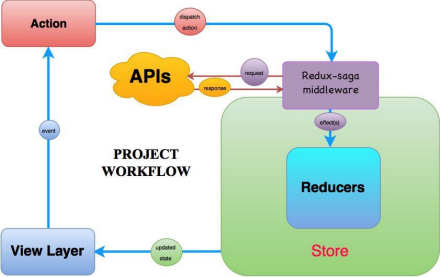 Action
dispatch
action
APIs
request
response
Redux-saga
middleware
effect(s)
event
PROJECT
WORKFLOW
Reducers
View Layer
updated
state
Store